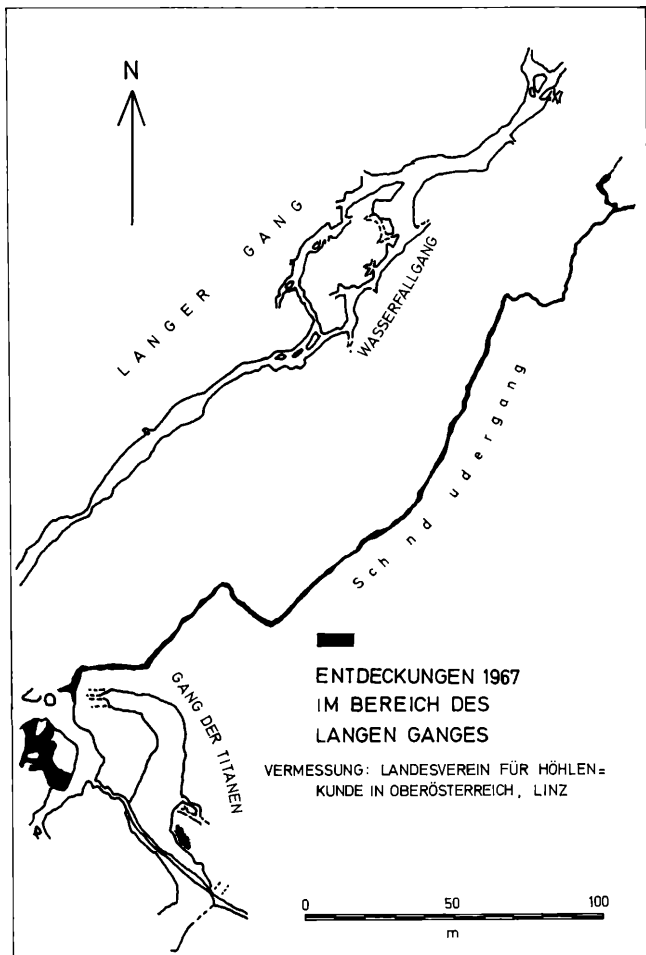 N
LANGER GANG
WASSERFALLGANG
Sch nd udergang
GANG DER TITANEN
ENTDECKUNGEN 1967
IM BEREICH DES
LANGEN GANGES
VERMESSUNG: LANDESVEREIN FÜR HÖHLEN=
KUNDE IN OBERÖSTERREICH, LINZ
0 50 100
m